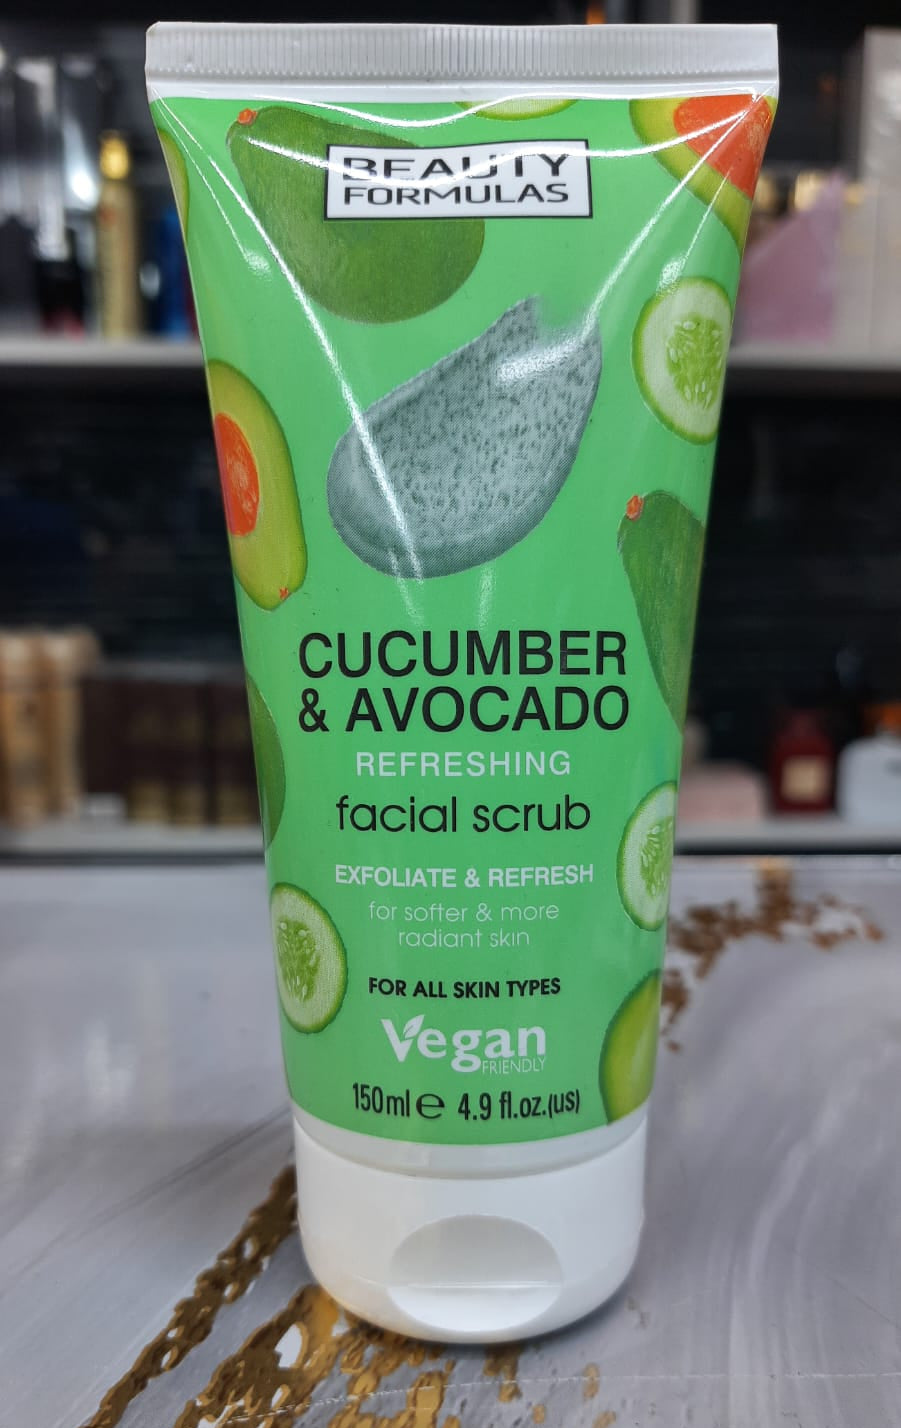 BEAUTY
FORMULAS
CUCUMBER
& AVOCADO
REFRESHING
facial scrub
EXFOLIATE & REFRESH
for softer & more
radiant skin
FOR ALL SKIN TYPES
Vegan
FRIENDLY
150ml ℮ 4.9 fl.oz.(us)